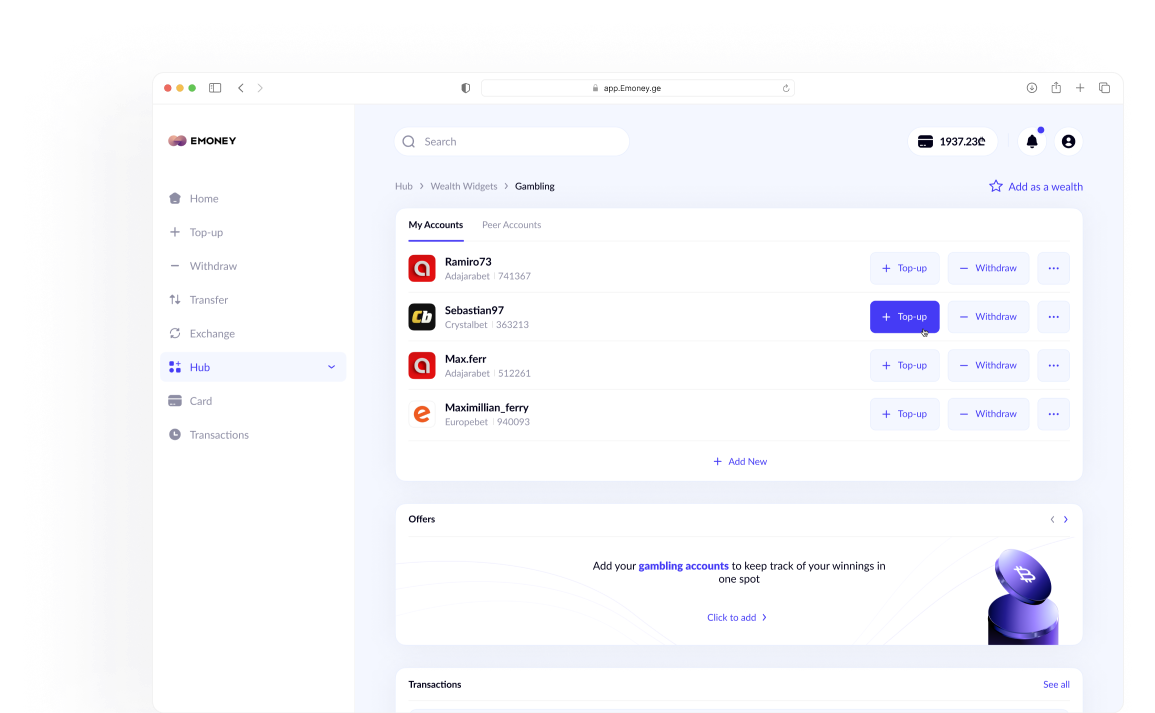 app.Emoney.ge
EMONEY
Search
1937.23₾
Home
Top-up
Withdraw
Transfer
Exchange
Hub
Card
Transactions
Hub > Wealth Widgets > Gambling
Add as a wealth
My Accounts Peer Accounts
Ramiro73
Adajarabet | 741367
+ Top-up — Withdraw ...
Cb
Sebastian97
Crystalbet | 363213
+ Top-up — Withdraw ...
Max.ferr
Adajarabet | 512261
+ Top-up — Withdraw ...
Maximillian_ferry
Europebet | 940093
+ Top-up — Withdraw ...
+ Add New
Offers
Add your gambling accounts to keep track of your winnings in
one spot
Click to add >
Transactions
See all